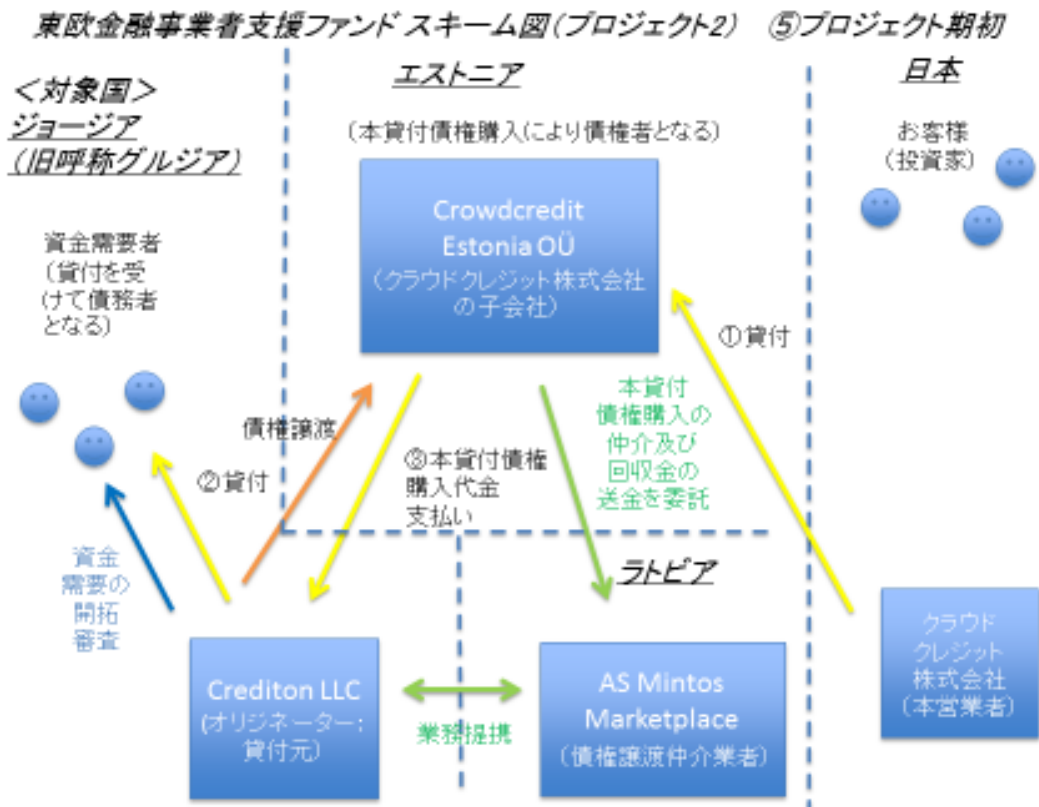 東欧金融事業者支援ファンド スキーム図(プロジェクト2) ⑤プロジェクト期初
＜対象国＞
ジョージア
(旧呼称グルジア)
エストニア
日本
(本貸付債権購入により債権者となる)
お客様
(投資家)
Crowdcredit
Estonia OÜ
(クラウドクレジット株式会社
の子会社)
資金需要者
(貸付を受
けて債務者
となる)
①貸付
債権譲渡
②貸付
③本貸付債権
購入代金
支払い
本貸付
債権購入の
仲介及び
回収金の
送金を委託
資金
需要の
開拓
審査
ラトビア
Crediton LLC
(オリジネーター;
貸付元)
業務提携
AS Mintos
Marketplace
(債権譲渡仲介業者)
クラウド
クレジット
株式会社
(本営業者)